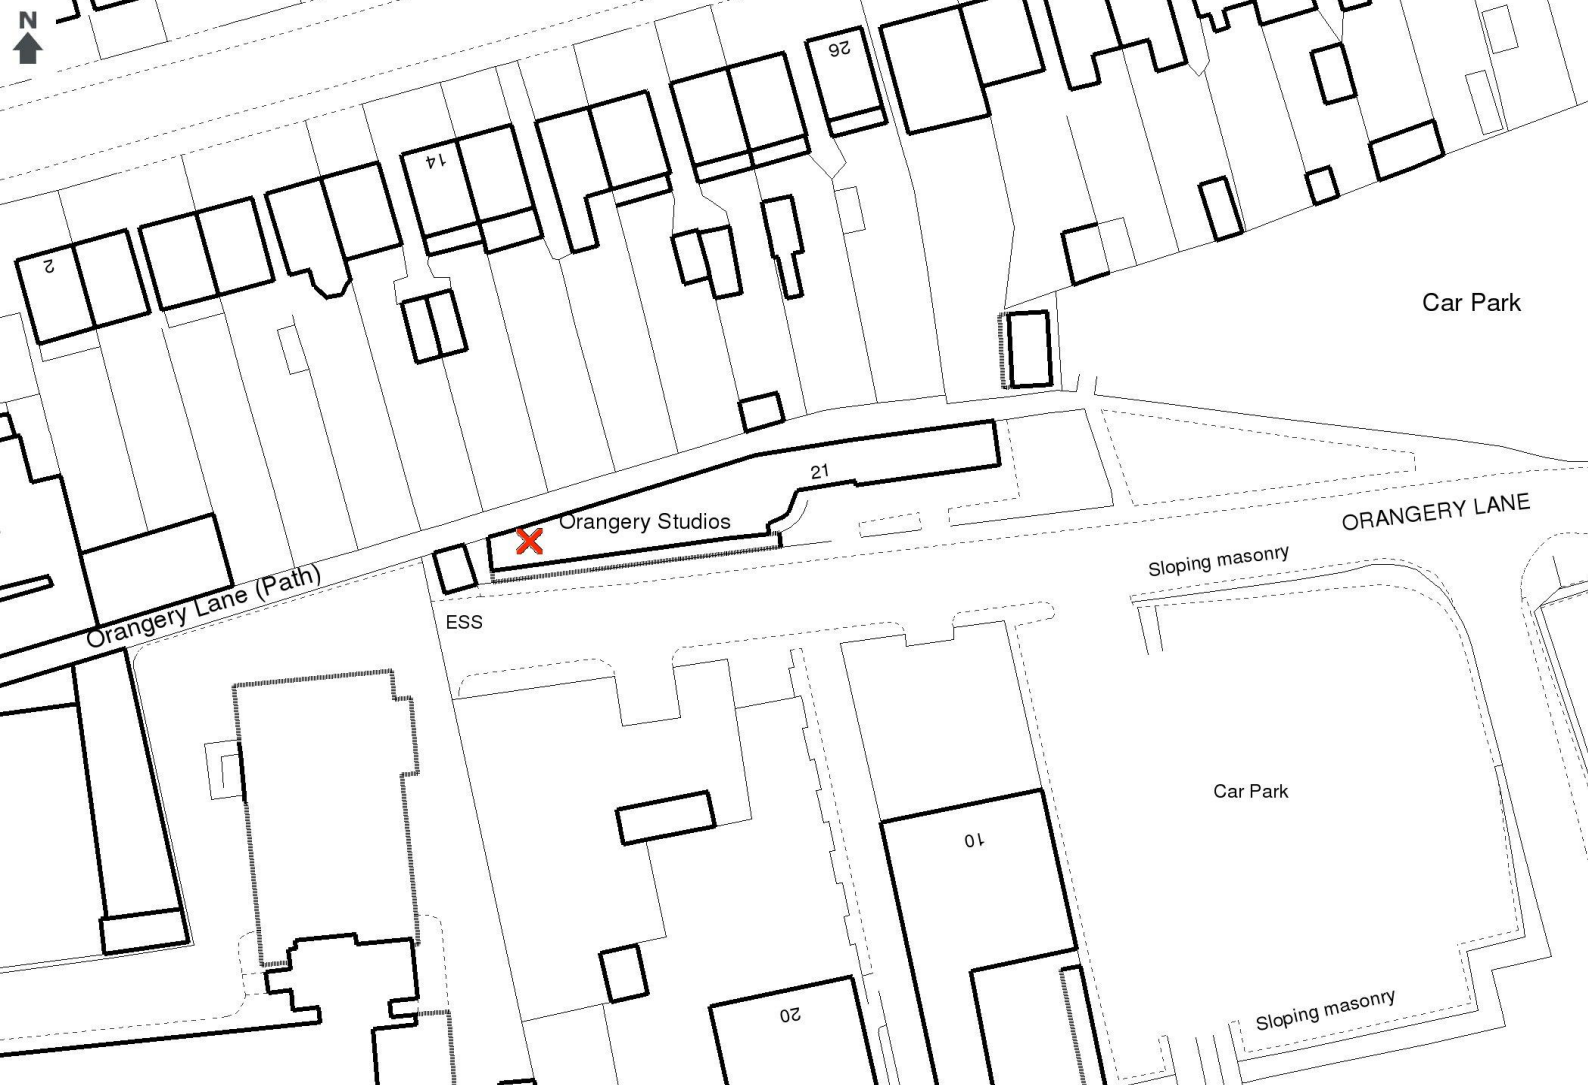 N
26
14
2
Car Park
21
Orangery Studios
ORANGERY LANE
Sloping masonry
Orangery Lane (Path)
ESS
Car Park
10
20
Sloping masonry